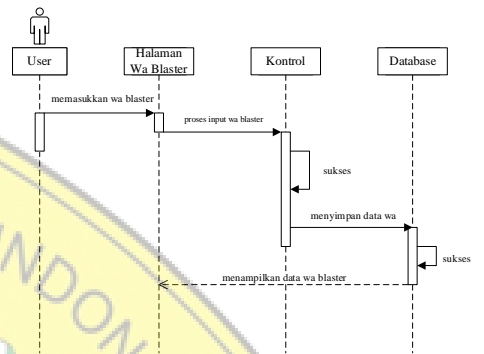 User
Halaman
Wa Blaster
Kontrol
Database
memasukkan wa blaster
proses input wa blaster
sukses
menyimpan data wa
sukses
menampilkan data wa blaster